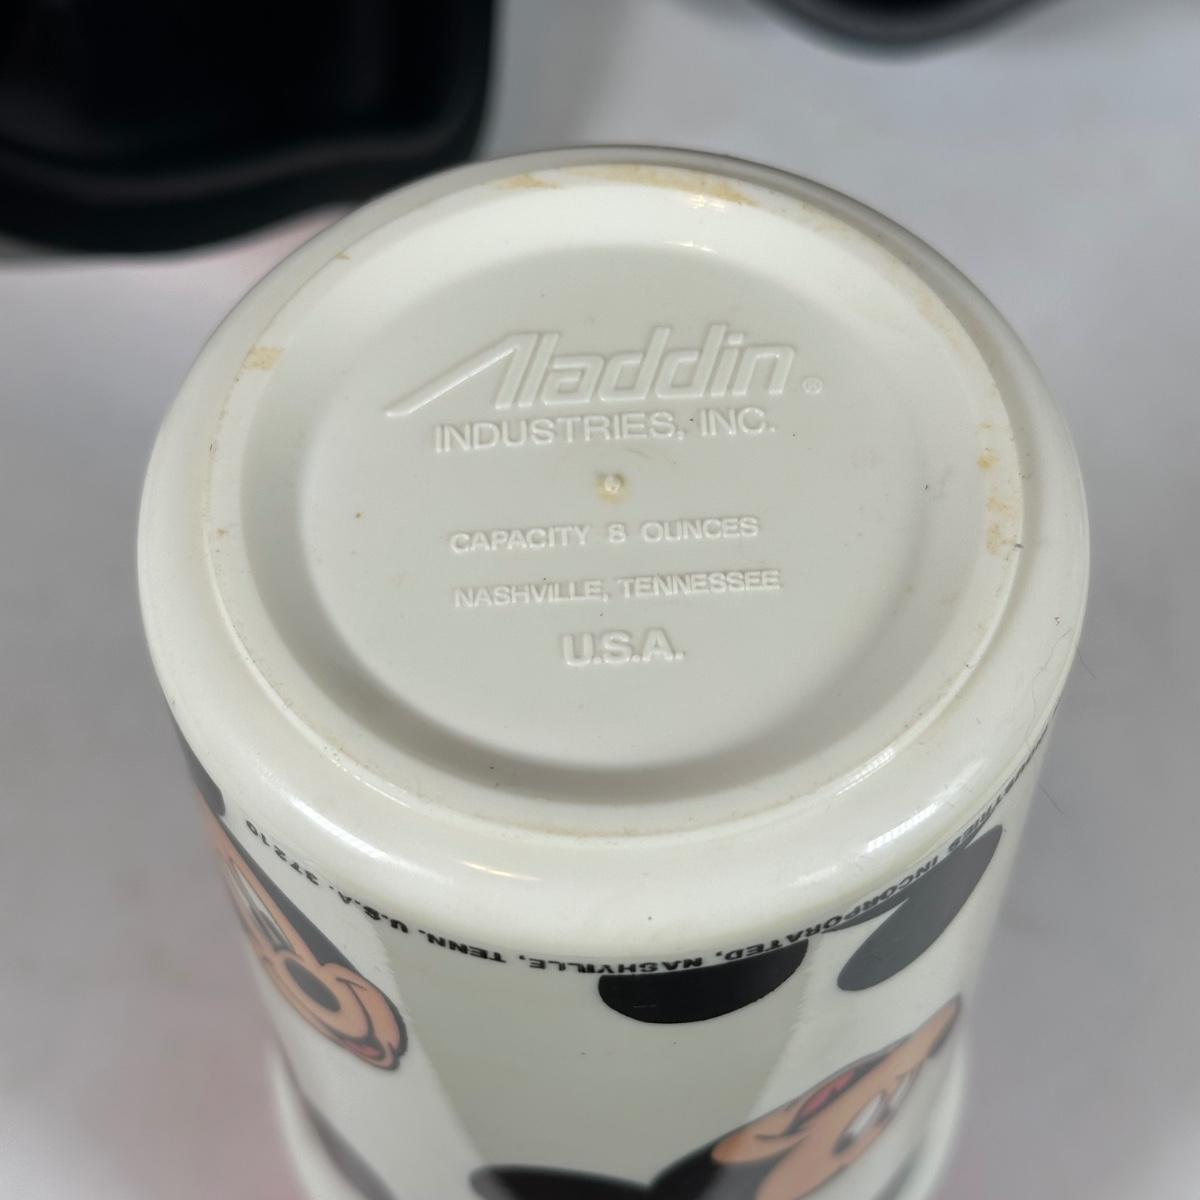 Aladdin®
INDUSTRIES, INC.
CAPACITY 8 OUNCES
NASHVILLE, TENNESSEE
U.S.A.
INCORPORATED, NASHVILLE, TENN. U.S.A. 37210